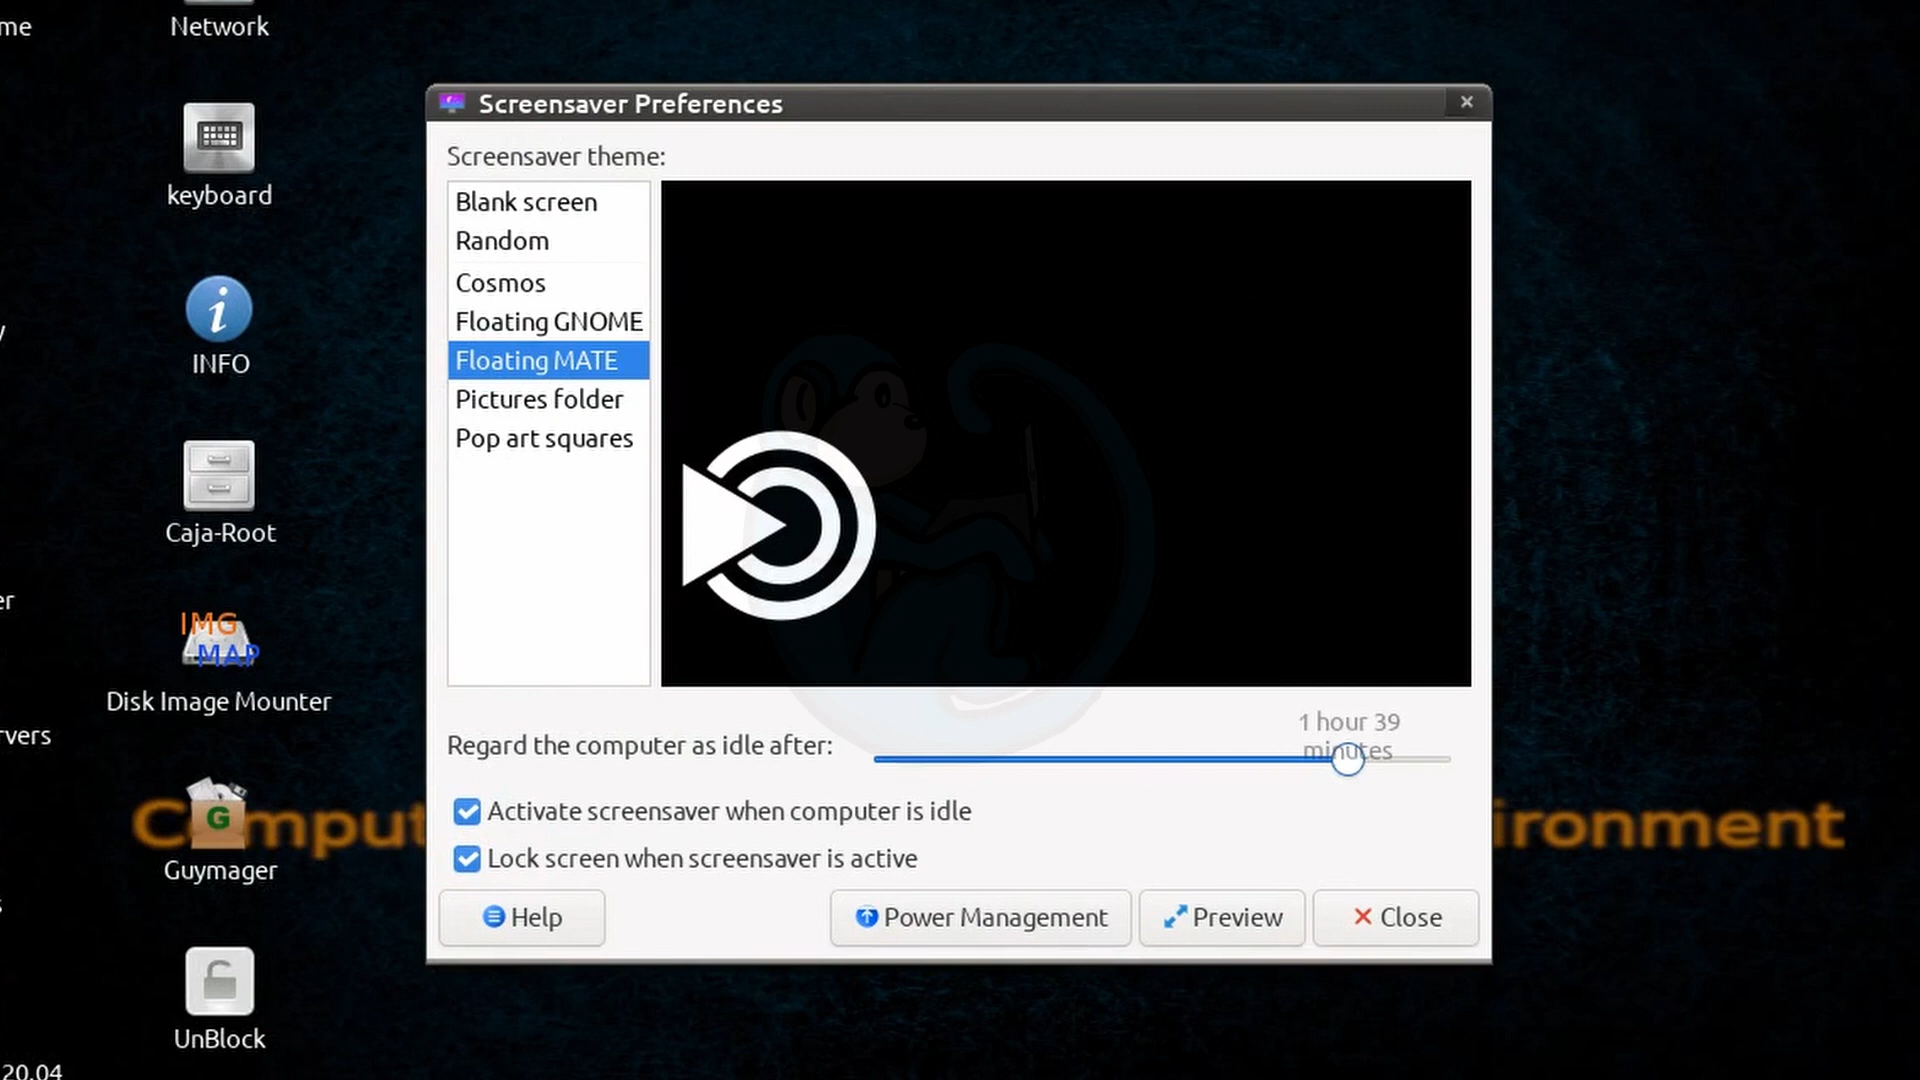 me
Network
keyboard
INFO
Caja-Root
er
IMG
MAP
Disk Image Mounter
rvers
G
Guymager
UnBlock
20.04
Comput
ironment
Screensaver Preferences
Screensaver theme:
Blank screen
Random
Cosmos
Floating GNOME
Floating MATE
Pictures folder
Pop art squares
1 hour 39
minutes
Regard the computer as idle after:
Activate screensaver when computer is idle
Lock screen when screensaver is active
Help
Power Management
Preview
Close